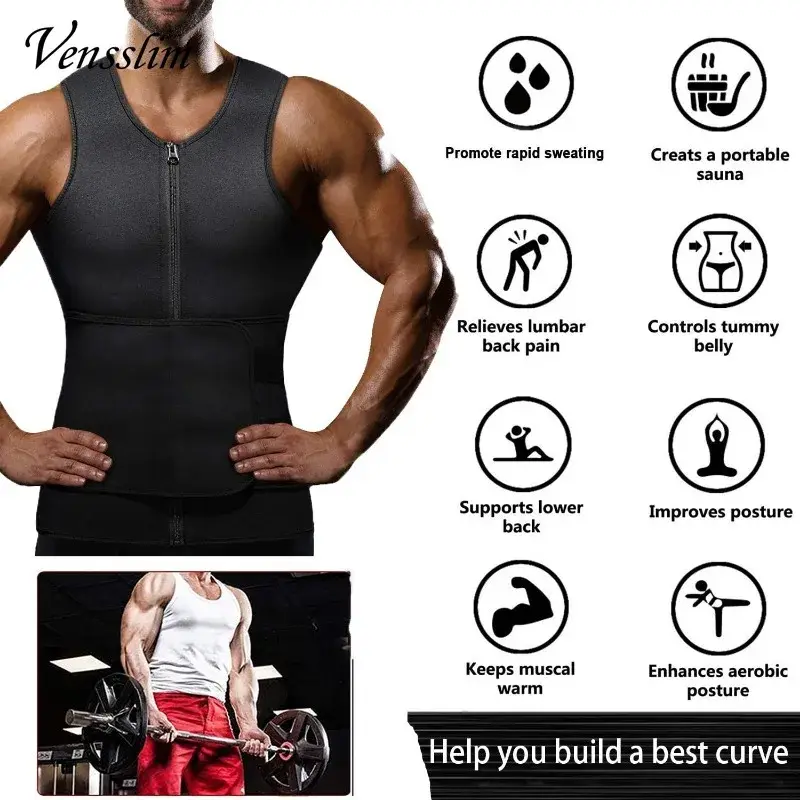 Vensslim
Promote rapid sweating
Creats a portable
sauna
Relieves lumbar
back pain
Controls tummy
belly
Supports lower
back
Improves posture
Keeps muscal
warm
Enhances aerobic
posture
Help you build a best curve